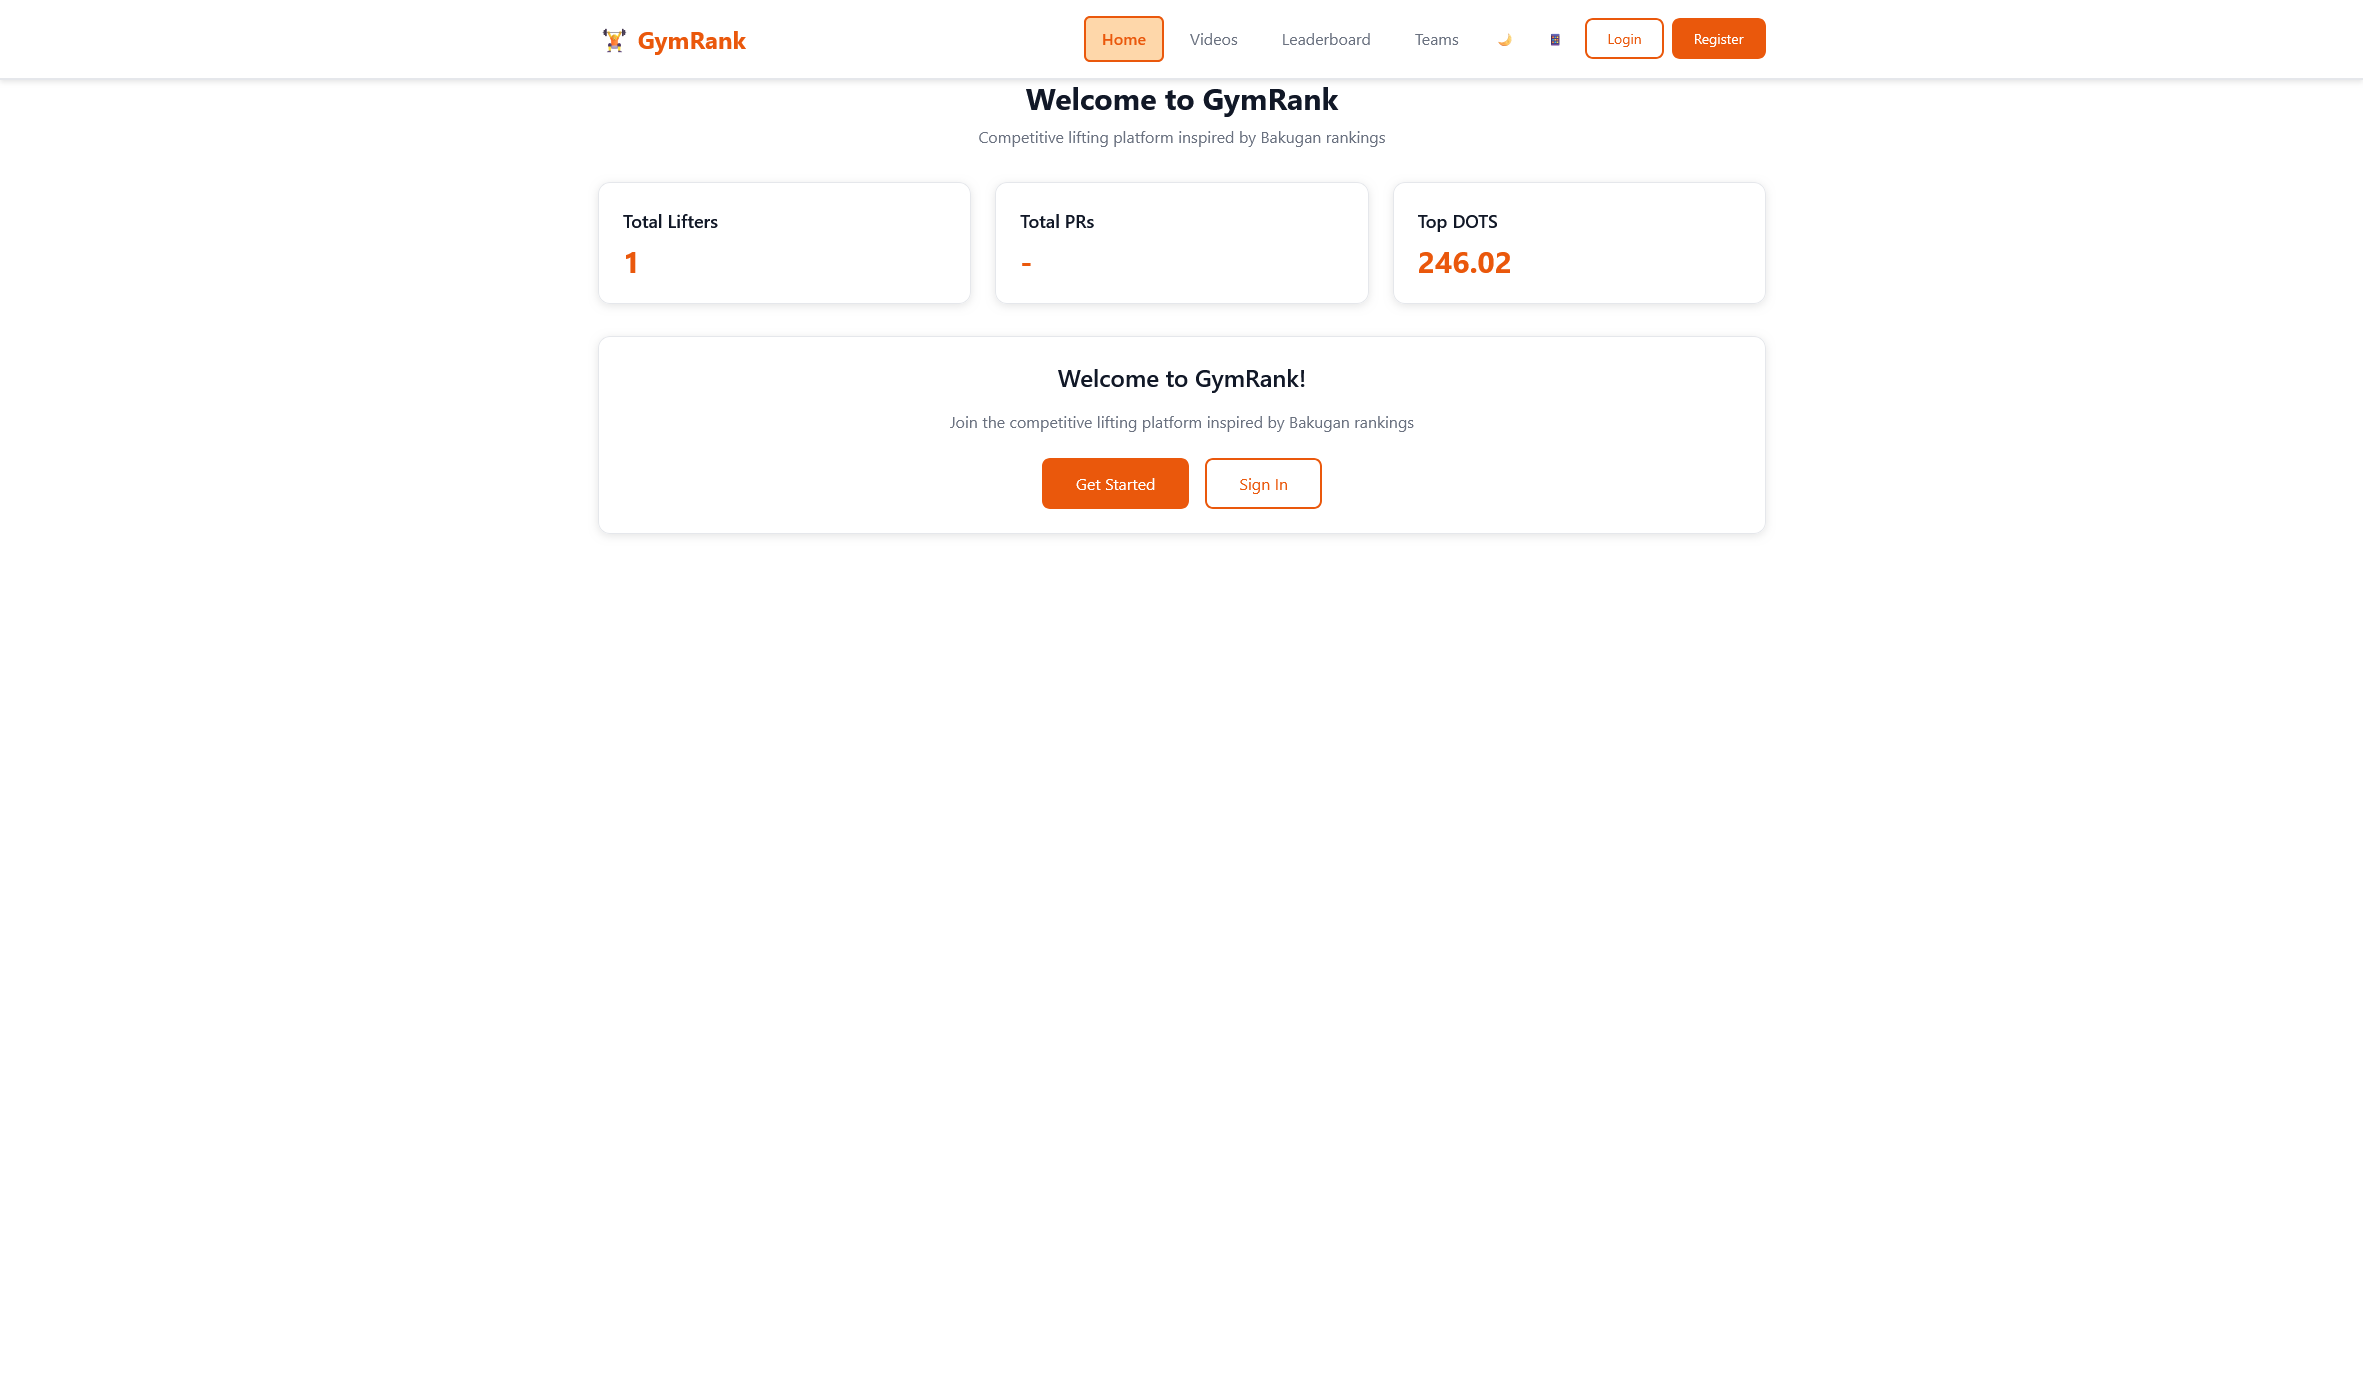 GymRank
Home Videos Leaderboard Teams Login Register
Welcome to GymRank
Competitive lifting platform inspired by Bakugan rankings
Total Lifters
1
Total PRs
-
Top DOTS
246.02
Welcome to GymRank!
Join the competitive lifting platform inspired by Bakugan rankings
Get Started Sign In